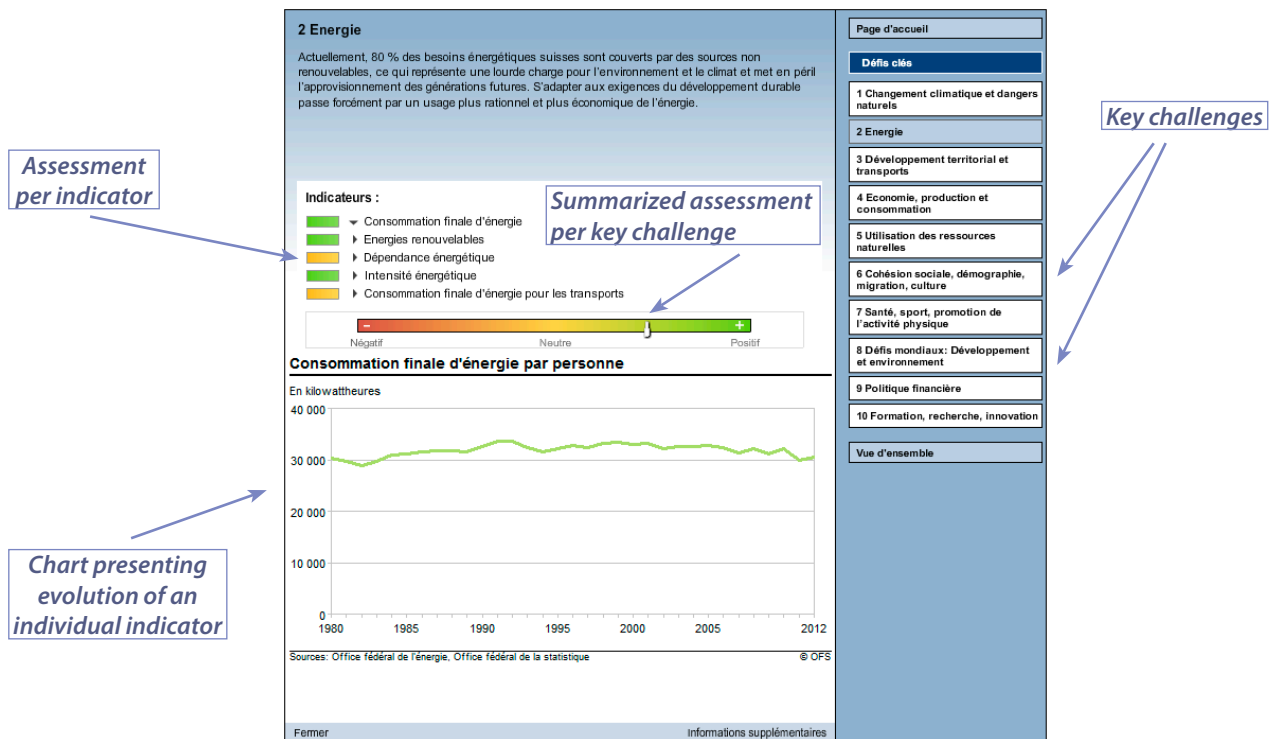 2 Energie
Actuellement, 80 % des besoins énergétiques suisses sont couverts par des sources non
renouvelables, ce qui représente une lourde charge pour l'environnement et le climat et met en péril
l'approvisionnement des générations futures. S'adapter aux exigences du développement durable
passe forcément par un usage plus rationnel et plus économique de l'énergie.
Assessment
per indicator
Indicateurs :
Consommation finale d'énergie
Energies renouvelables
Dépendance énergétique
Intensité énergétique
Consommation finale d'énergie pour les transports
Summarized assessment
per key challenge
- +
Négatif Neutre Positif
Consommation finale d'énergie par personne
En kilowattheures
40 000
30 000
20 000
10 000
0
1980 1985 1990 1995 2000 2005 2012
Chart presenting
evolution of an
individual indicator
Sources: Office fédéral de l'énergie, Office fédéral de la statistique © OFS
Fermer Informations supplémentaires
Page d'accueil
Défis clés
1 Changement climatique et dangers
naturels
2 Energie
3 Développement territorial et
transports
4 Economie, production et
consommation
5 Utilisation des ressources
naturelles
6 Cohésion sociale, démographie,
migration, culture
7 Santé, sport, promotion de
l'activité physique
8 Défis mondiaux: Développement
et environnement
9 Politique financière
10 Formation, recherche, innovation
Vue d'ensemble
Key challenges